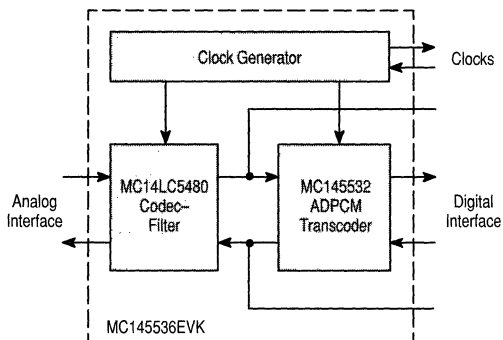 Clock Generator
Clocks
MC14LC5480
Codec–
Filter
MC145532
ADPCM
Transcoder
Analog
Interface
Digital
Interface
MC145536EVK